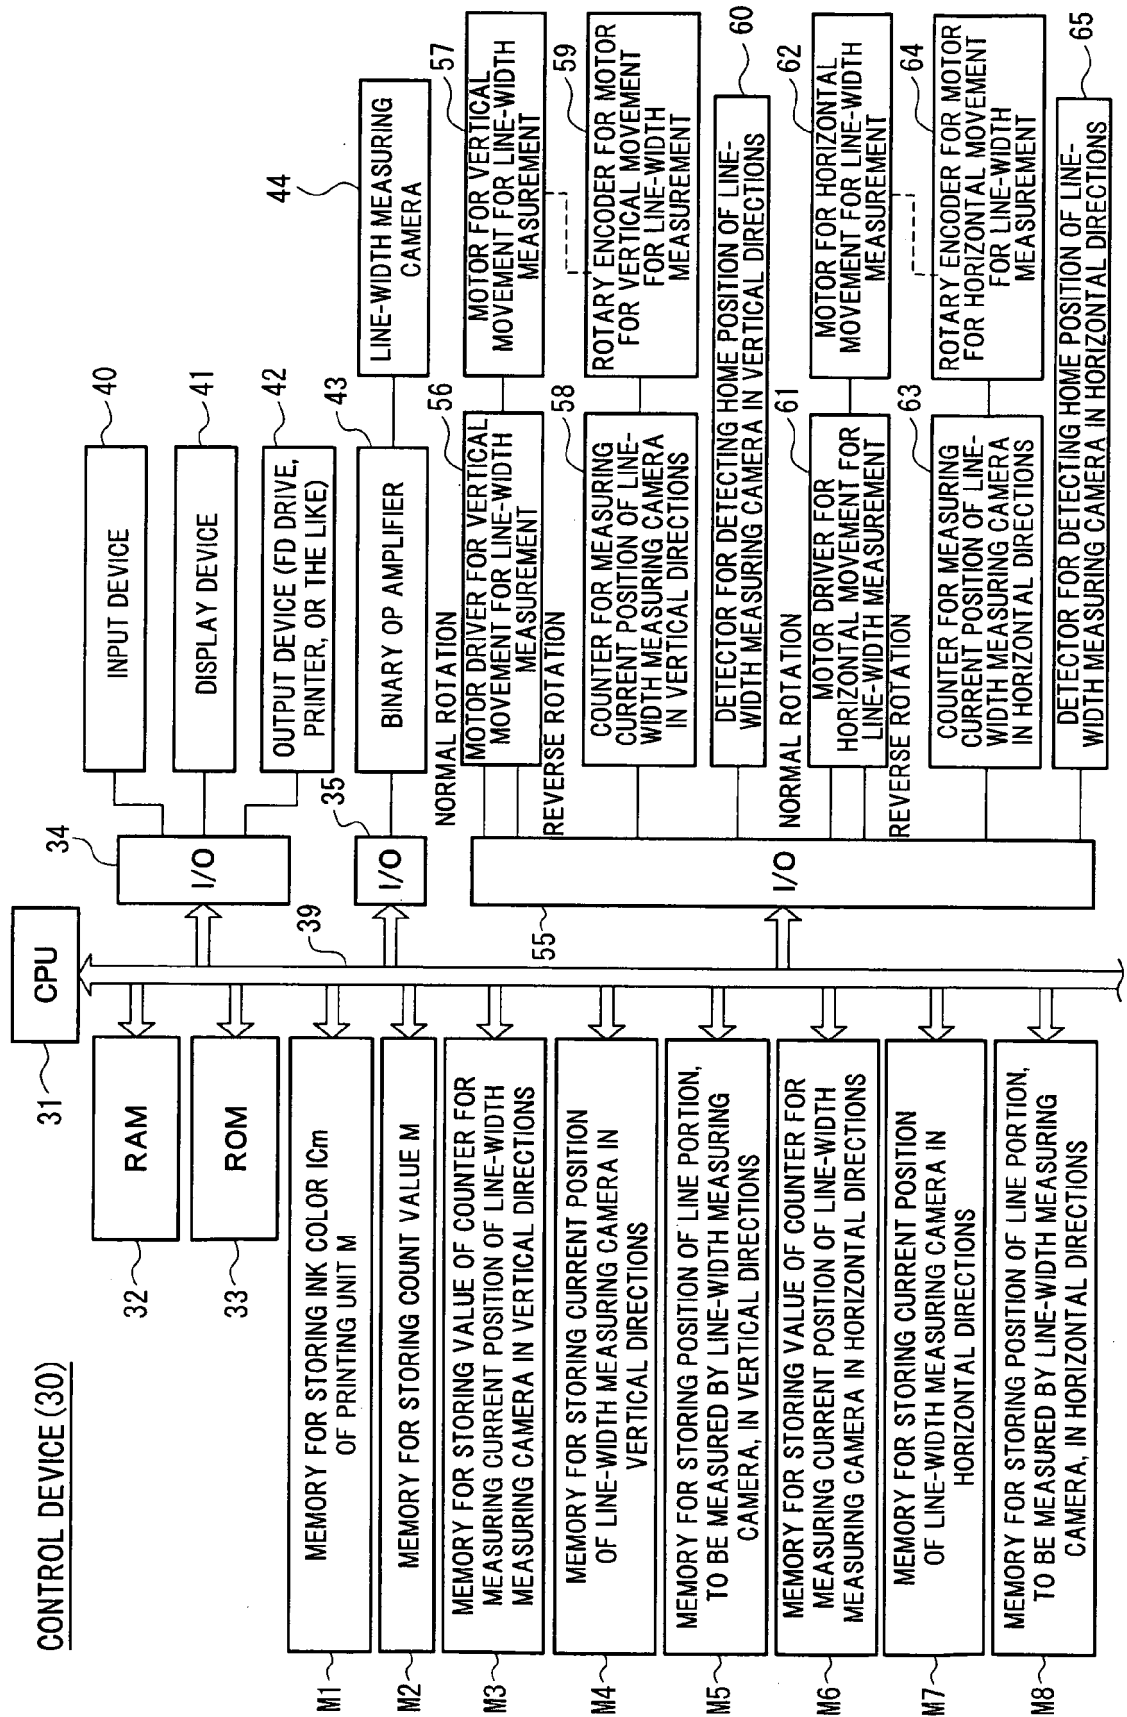 CONTROL DEVICE (30)
31
CPU
32
RAM
33
ROM
M1
MEMORY FOR STORING INK COLOR ICm
OF PRINTING UNIT M
M2
MEMORY FOR STORING COUNT VALUE M
M3
MEMORY FOR STORING VALUE OF COUNTER FOR
MEASURING CURRENT POSITION OF LINE-WIDTH
MEASURING CAMERA IN VERTICAL DIRECTIONS
M4
MEMORY FOR STORING CURRENT POSITION
OF LINE-WIDTH MEASURING CAMERA IN
VERTICAL DIRECTIONS
M5
MEMORY FOR STORING POSITION OF LINE PORTION,
TO BE MEASURED BY LINE-WIDTH MEASURING
CAMERA, IN VERTICAL DIRECTIONS
M6
MEMORY FOR STORING VALUE OF COUNTER FOR
MEASURING CURRENT POSITION OF LINE-WIDTH
MEASURING CAMERA IN HORIZONTAL DIRECTIONS
M7
MEMORY FOR STORING CURRENT POSITION
OF LINE-WIDTH MEASURING CAMERA IN
HORIZONTAL DIRECTIONS
M8
MEMORY FOR STORING POSITION OF LINE PORTION,
TO BE MEASURED BY LINE-WIDTH MEASURING
CAMERA, IN HORIZONTAL DIRECTIONS
39
34
I/O
INPUT DEVICE
40
DISPLAY DEVICE
41
OUTPUT DEVICE (FD DRIVE,
PRINTER, OR THE LIKE)
42
35
I/O
BINARY OP AMPLIFIER
43
LINE-WIDTH MEASURING
CAMERA
44
55
I/O
NORMAL ROTATION
MOTOR DRIVER FOR VERTICAL
MOVEMENT FOR LINE-WIDTH
MEASUREMENT
56
REVERSE ROTATION
MOTOR FOR VERTICAL
MOVEMENT FOR LINE-WIDTH
MEASUREMENT
57
COUNTER FOR MEASURING
CURRENT POSITION OF LINE-
WIDTH MEASURING CAMERA
IN VERTICAL DIRECTIONS
58
ROTARY ENCODER FOR MOTOR
FOR VERTICAL MOVEMENT
FOR LINE-WIDTH
MEASUREMENT
59
DETECTOR FOR DETECTING HOME POSITION OF LINE-
WIDTH MEASURING CAMERA IN VERTICAL DIRECTIONS
60
NORMAL ROTATION
MOTOR DRIVER FOR
HORIZONTAL MOVEMENT FOR
LINE-WIDTH MEASUREMENT
61
REVERSE ROTATION
MOTOR FOR HORIZONTAL
MOVEMENT FOR LINE-WIDTH
MEASUREMENT
62
COUNTER FOR MEASURING
CURRENT POSITION OF LINE-
WIDTH MEASURING CAMERA
IN HORIZONTAL DIRECTIONS
63
ROTARY ENCODER FOR MOTOR
FOR HORIZONTAL MOVEMENT
FOR LINE-WIDTH
MEASUREMENT
64
DETECTOR FOR DETECTING HOME POSITION OF LINE-
WIDTH MEASURING CAMERA IN HORIZONTAL DIRECTIONS
65